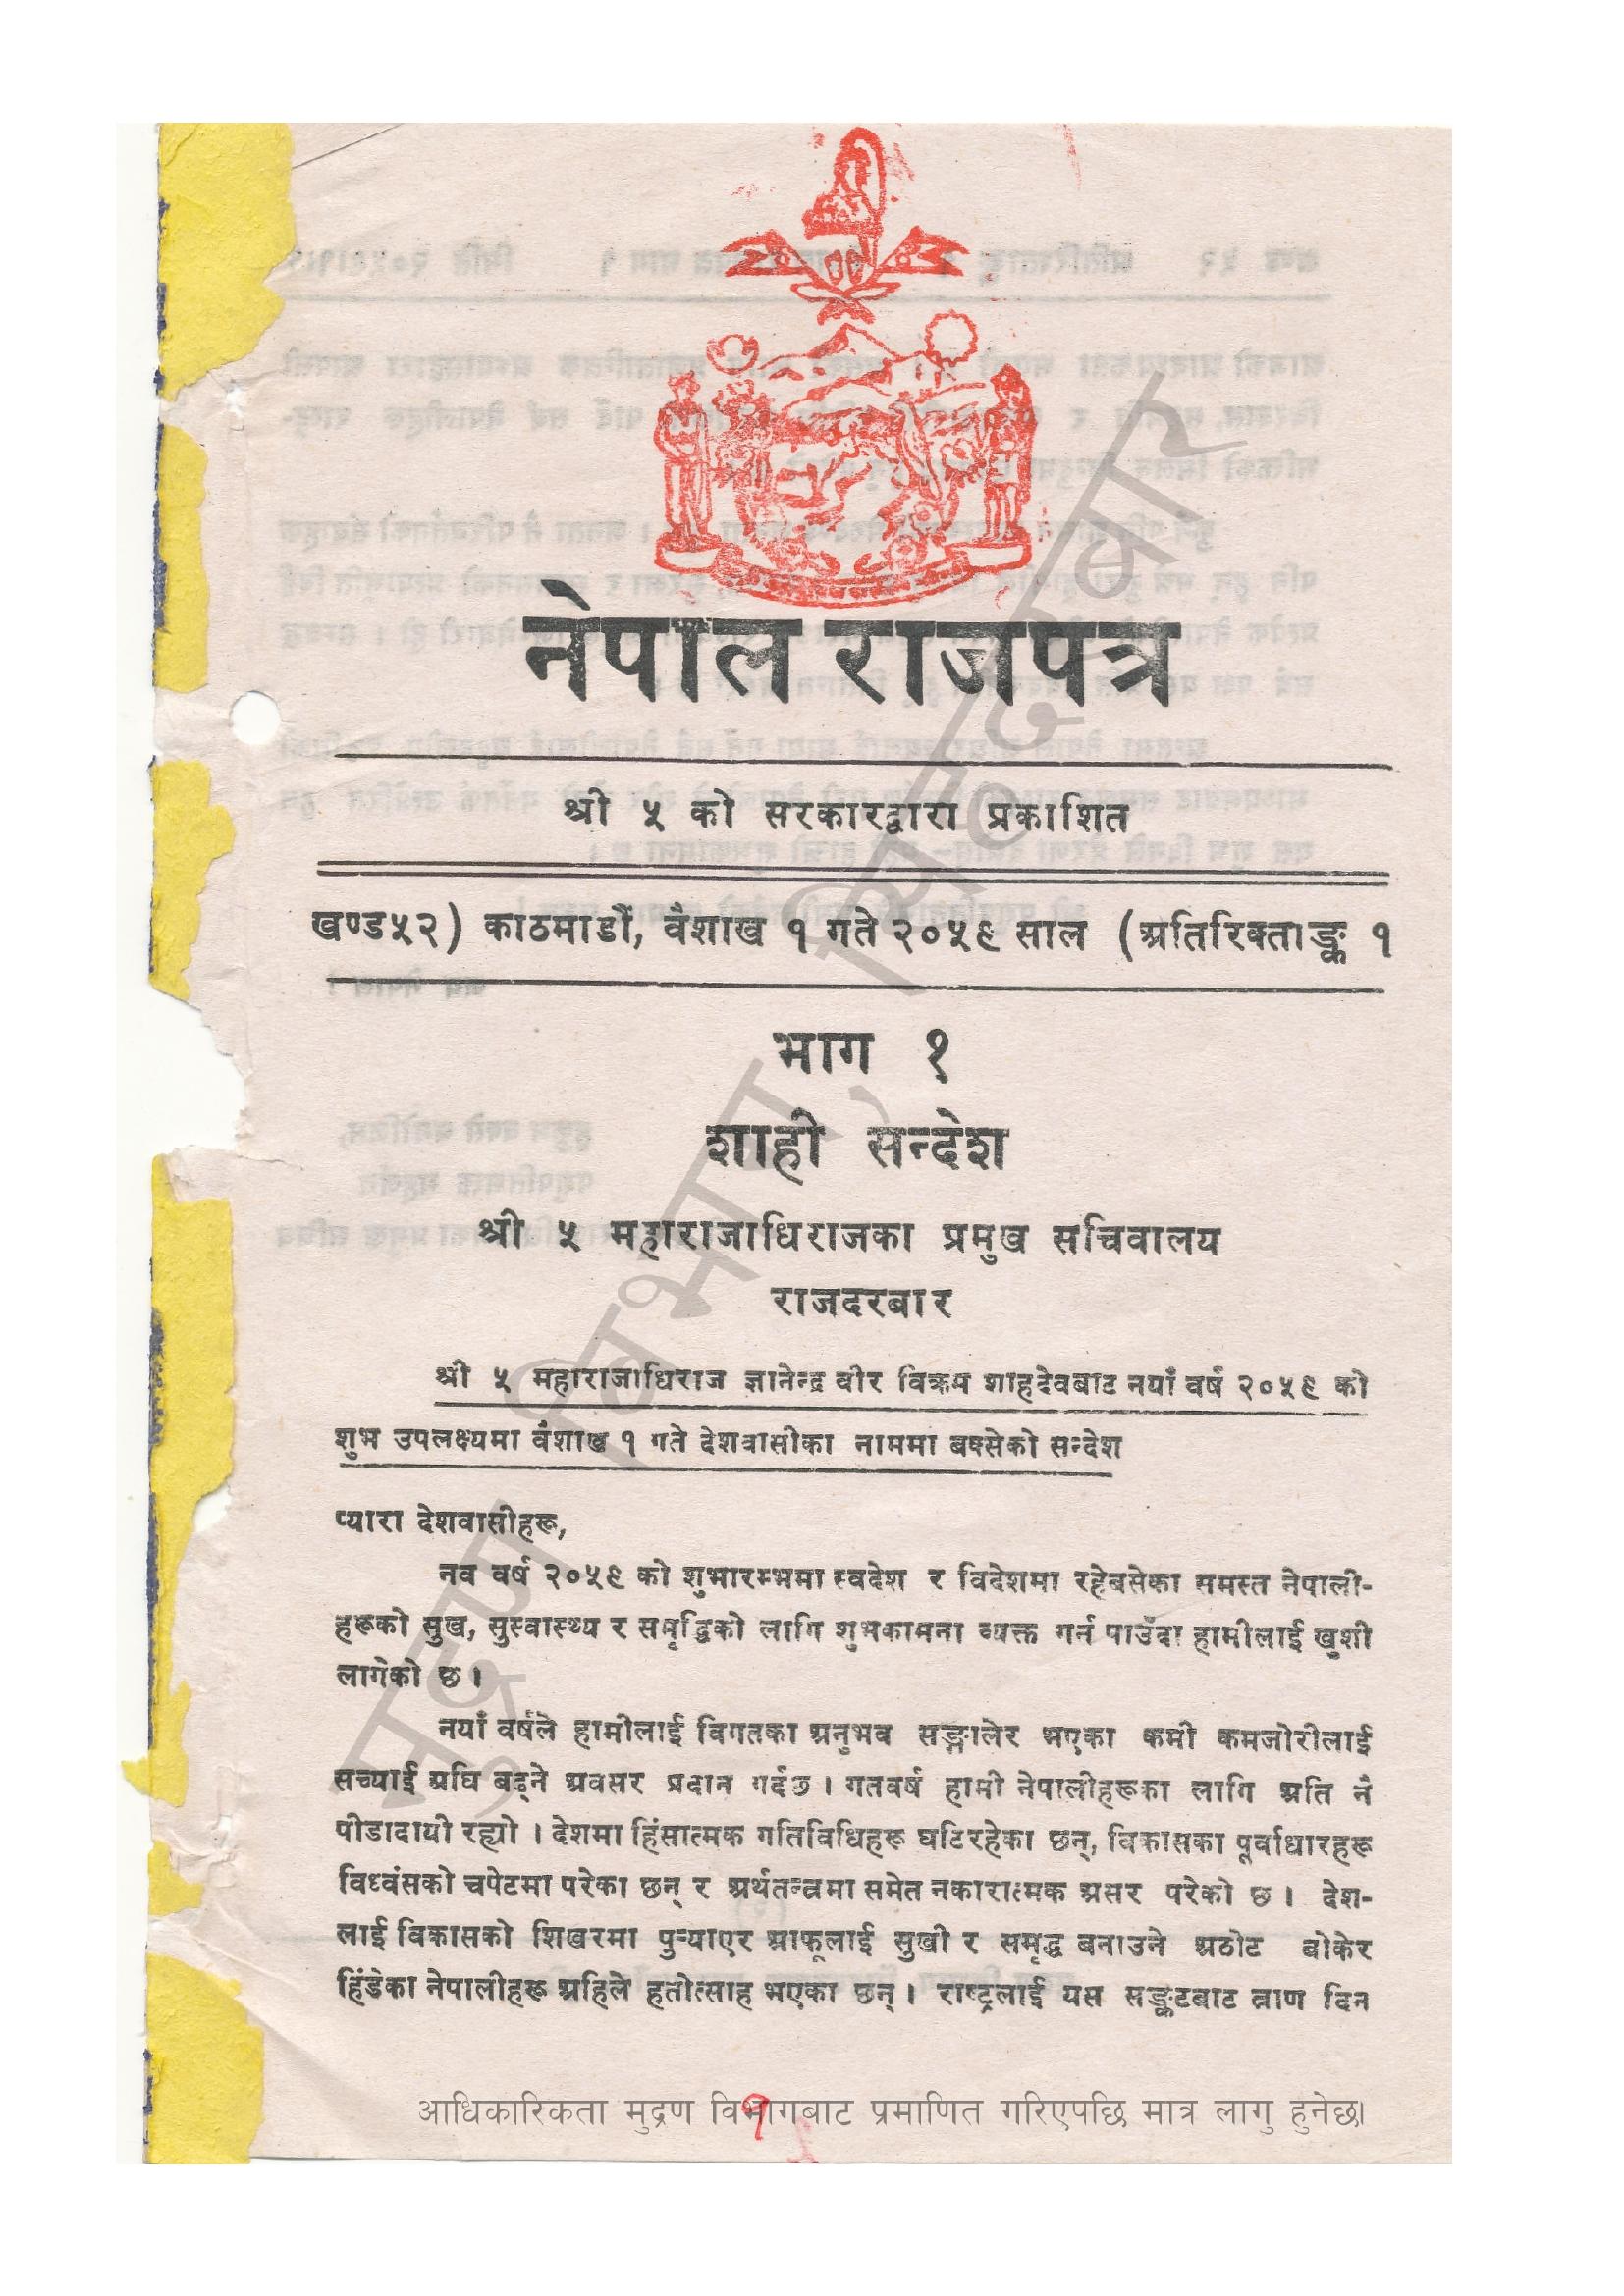 नेपाल राजपत्र
श्री ५ को सरकारद्वारा प्रकाशित
खण्ड५२) काठमाडौं, वैशाख १ गते २०५९ साल (अतिरिक्ताङ्क १
भाग १
शाही सन्देश
श्री ५ महाराजाधिराजका प्रमुख सचिवालय
राजदरबार
श्री ५ महाराजाधिराज ज्ञानेन्द्र वीर विक्रम शाहदेवबाट नयाँ वर्ष २०५९ को
शुभ उपलक्ष्यमा वैशाख १ गते देशवासीका नाममा बक्सेको सन्देश
प्यारा देशवासीहरू,
नव वर्ष २०५९ को शुभारम्भमा स्वदेश र विदेशमा रहेबसेका समस्त नेपाली-
हरूको सुख, सुस्वास्थ्य र समृद्धिको लागि शुभकामना व्यक्त गर्न पाउँदा हामीलाई खुशी
लागेको छ ।
नयाँ वर्षले हामीलाई विगतका अनुभव सङ्गालेर भएका कमी कमजोरीलाई
सच्याई अघि बढ्ने अवसर प्रदान गर्दछ । गतवर्ष हामी नेपालीहरूका लागि अति नै
पीडादायी रह्यो । देशमा हिंसात्मक गतिविधिहरू घटिरहेका छन्, विकासका पूर्वाधारहरू
विध्वंसको चपेटमा परेका छन् र अर्थतन्त्रमा समेत नकारात्मक असर परेको छ । देश-
लाई विकासको शिखरमा पुऱ्याएर आफूलाई सुखी र समृद्ध बनाउने अठोट बोकेर
हिंडेका नेपालीहरू अहिले हतोत्साह भएका छन् । राष्ट्रलाई यस सङ्कटबाट त्राण दिन
आधिकारिकता मुद्रण विभागबाट प्रमाणित गरिएपछि मात्र लागु हुनेछ।
१
मुद्रण विभाग, सिंहदरबार